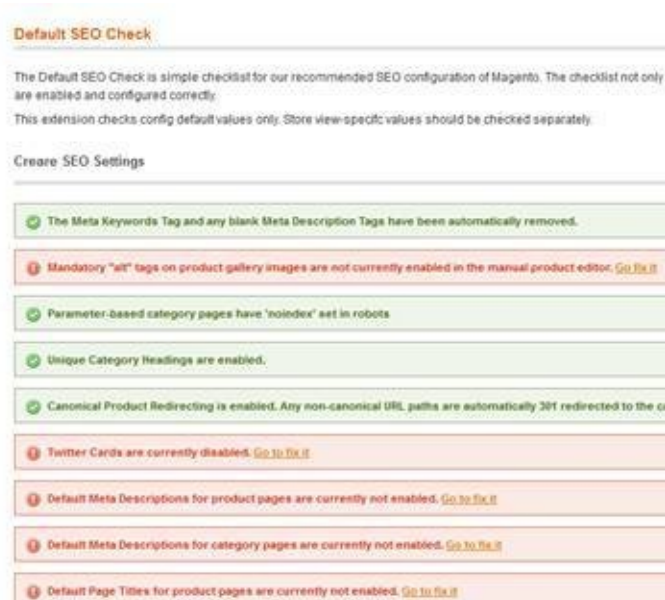 Default SEO Check
The Default SEO Check is simple checklist for our recommended SEO configuration of Magento. The checklist not only
are enabled and configured correctly.
This extension checks config default values only. Store view-specifc values should be checked separately.
Creare SEO Settings
The Meta Keywords Tag and any blank Meta Description Tags have been automatically removed.
Mandatory "alt" tags on product gallery images are not currently enabled in the manual product editor. Go fix it
Parameter-based category pages have 'noindex' set in robots
Unique Category Headings are enabled.
Canonical Product Redirecting is enabled. Any non-canonical URL paths are automatically 301 redirected to the ca
Twitter Cards are currently disabled. Go to fix it
Default Meta Descriptions for product pages are currently not enabled. Go to fix it
Default Meta Descriptions for category pages are currently not enabled. Go to fix it
Default Page Titles for product pages are currently not enabled. Go to fix it